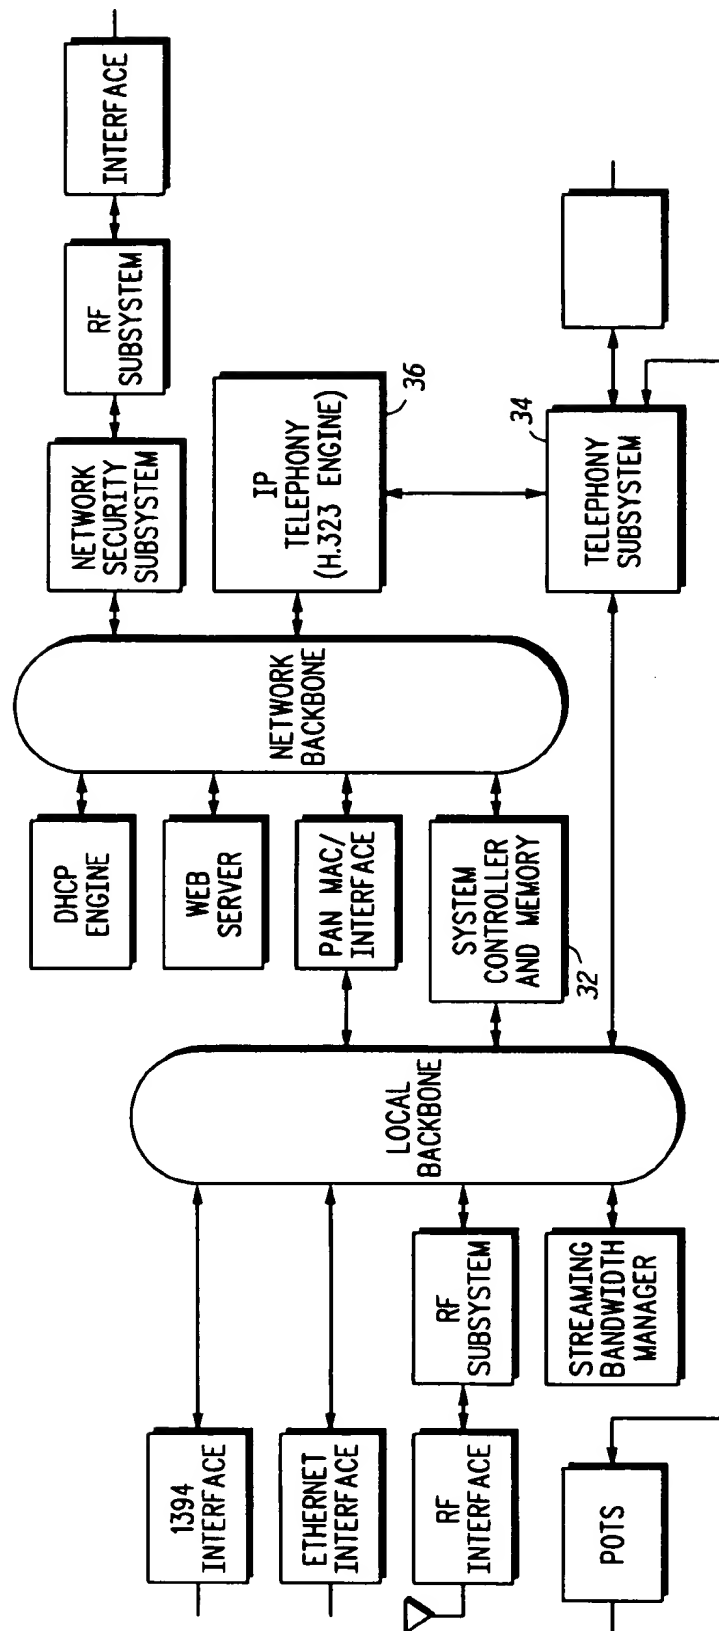 1394
INTERFACE
ETHERNET
INTERFACE
RF
INTERFACE
POTS
RF
SUBSYSTEM
STREAMING
BANDWIDTH
MANAGER
LOCAL
BACKBONE
DHCP
ENGINE
WEB
SERVER
PAN MAC/
INTERFACE
SYSTEM
CONTROLLER
AND MEMORY
32
NETWORK
BACKBONE
NETWORK
SECURITY
SUBSYSTEM
IP
TELEPHONY
(H.323 ENGINE)
36
TELEPHONY
SUBSYSTEM
34
RF
SUBSYSTEM
INTERFACE